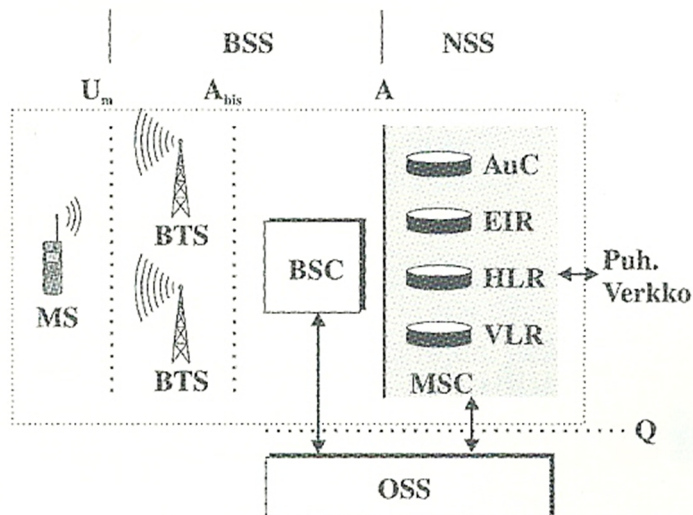 BSS
NSS
Um
Abis
A
AuC
EIR
HLR
VLR
MSC
BTS
BTS
BSC
MS
Puh.
Verkko
Q
OSS